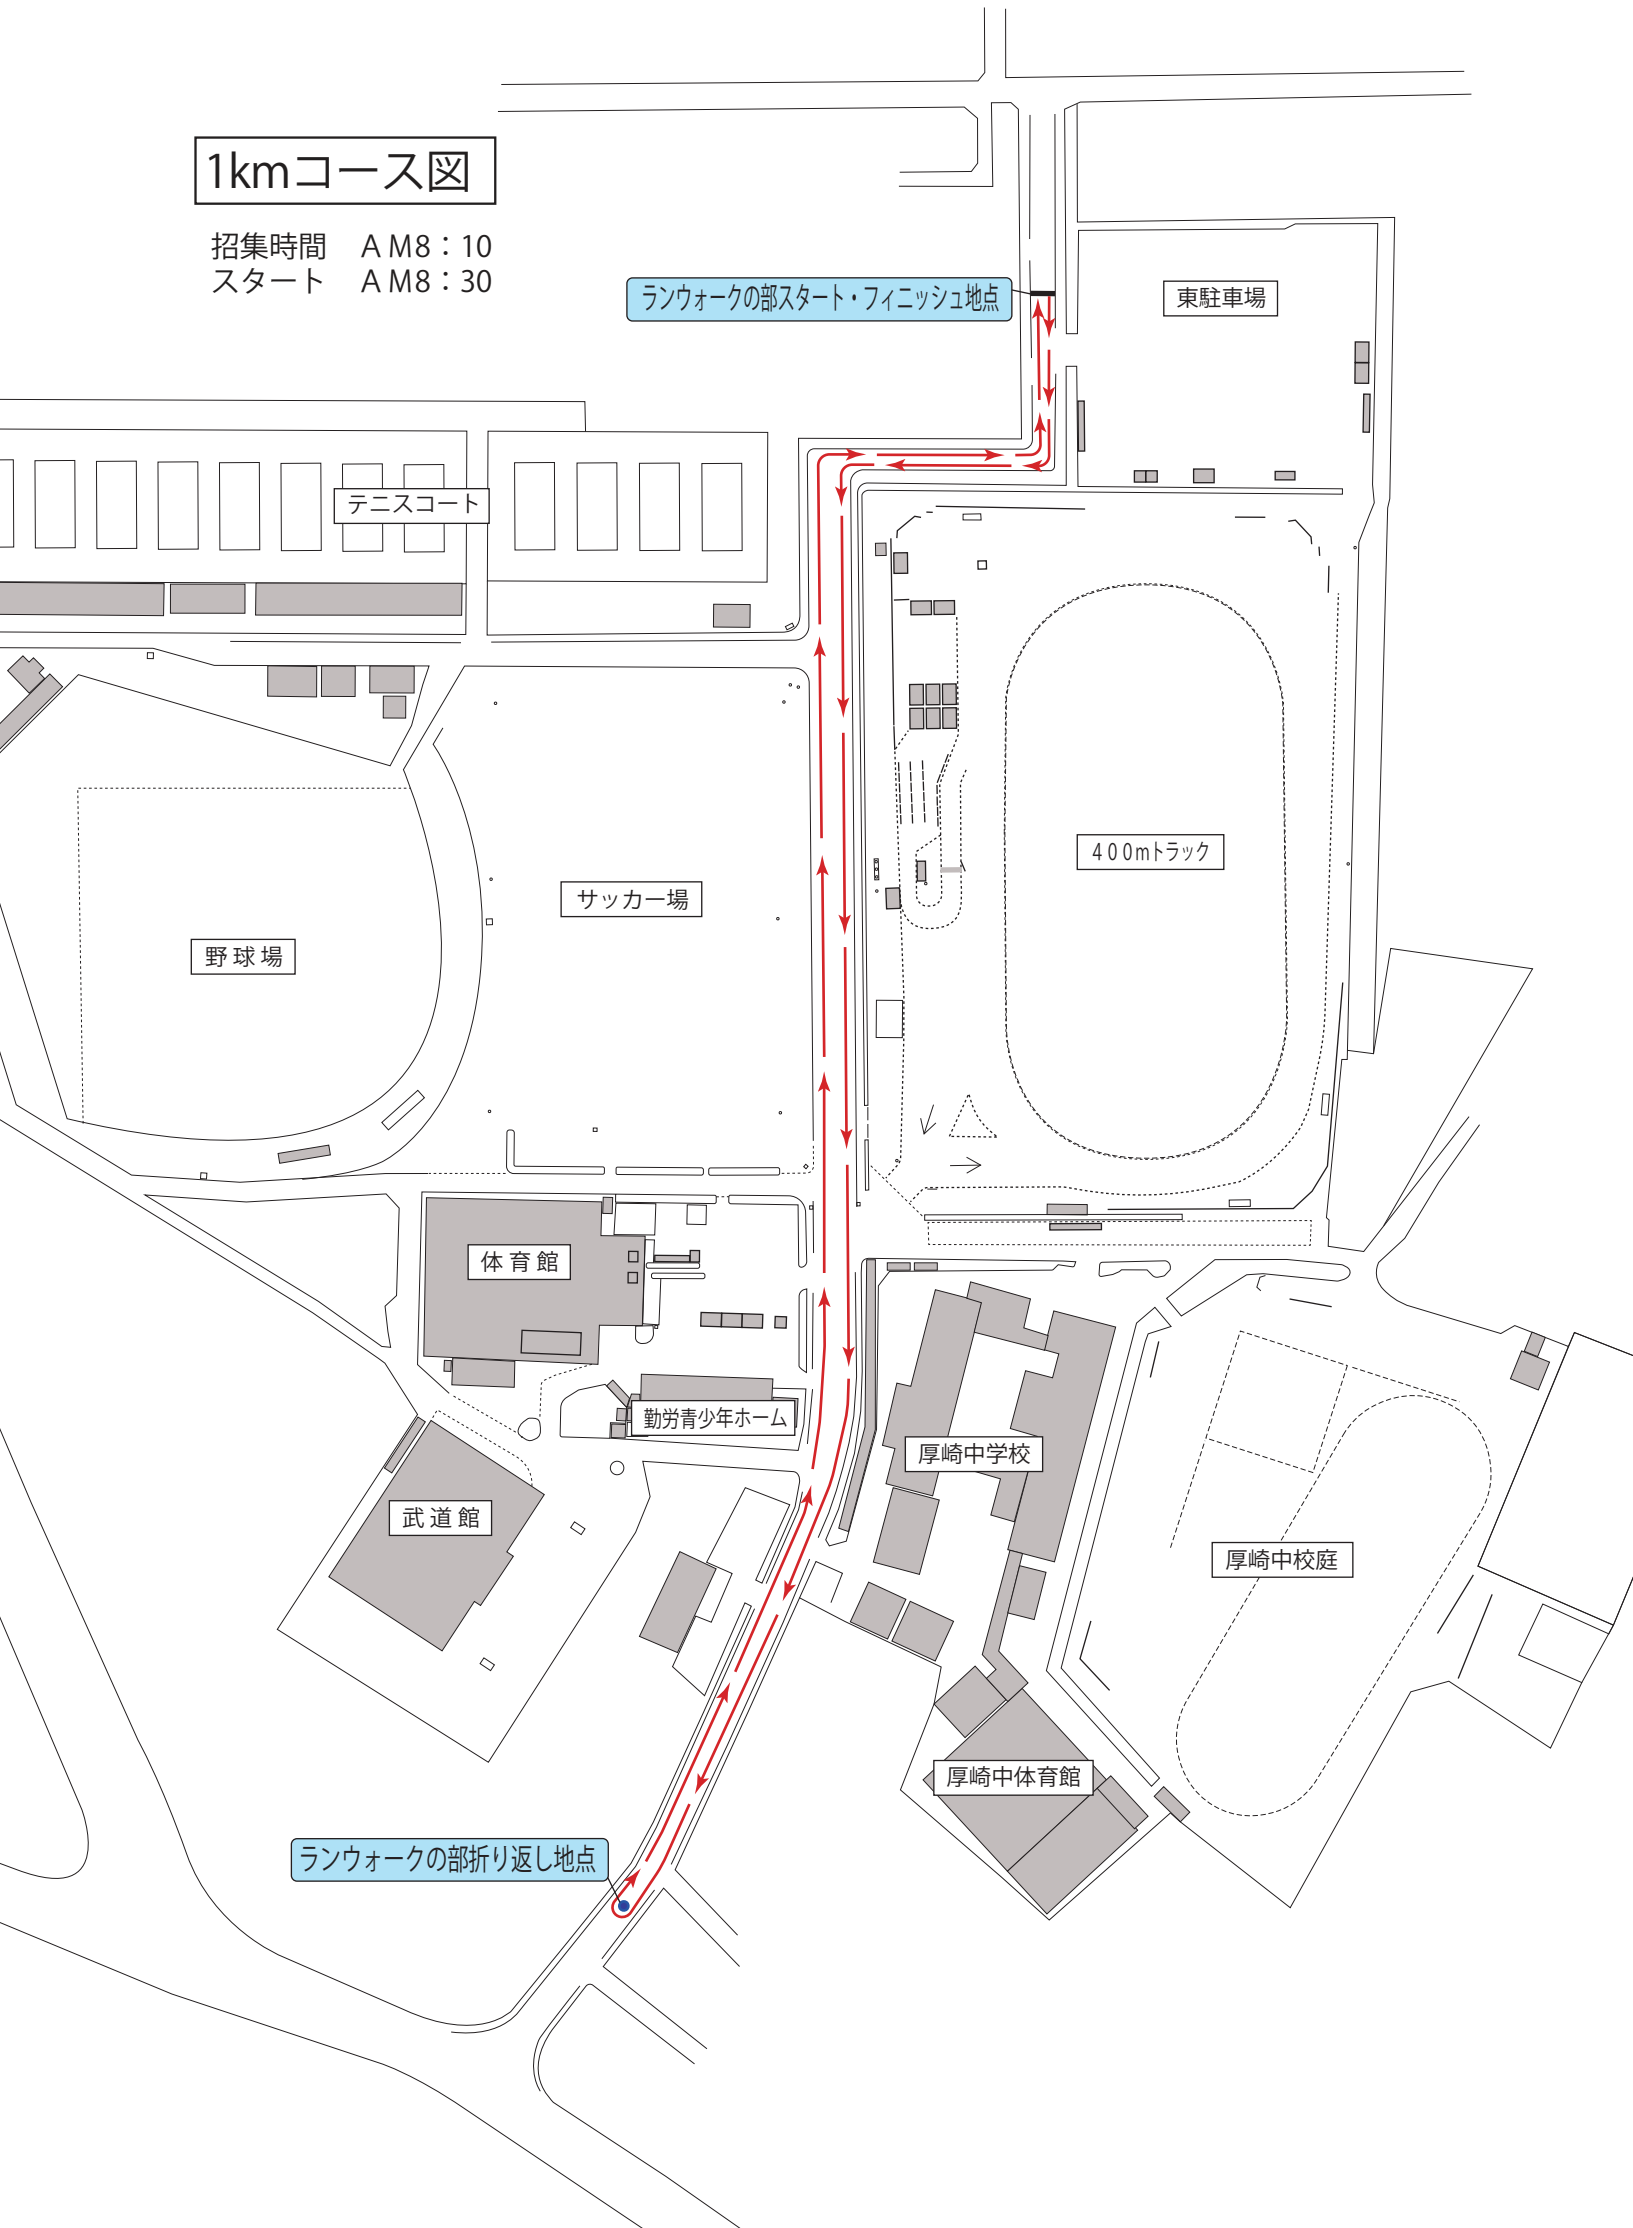 1kmコース図
招集時間　ＡＭ8：10
スタート　ＡＭ8：30
ランウォークの部スタート・フィニッシュ地点
東駐車場
テニスコート
４００ｍトラック
サッカー場
野球場
体育館
勤労青少年ホーム
厚崎中学校
武道館
厚崎中校庭
厚崎中体育館
ランウォークの部折り返し地点